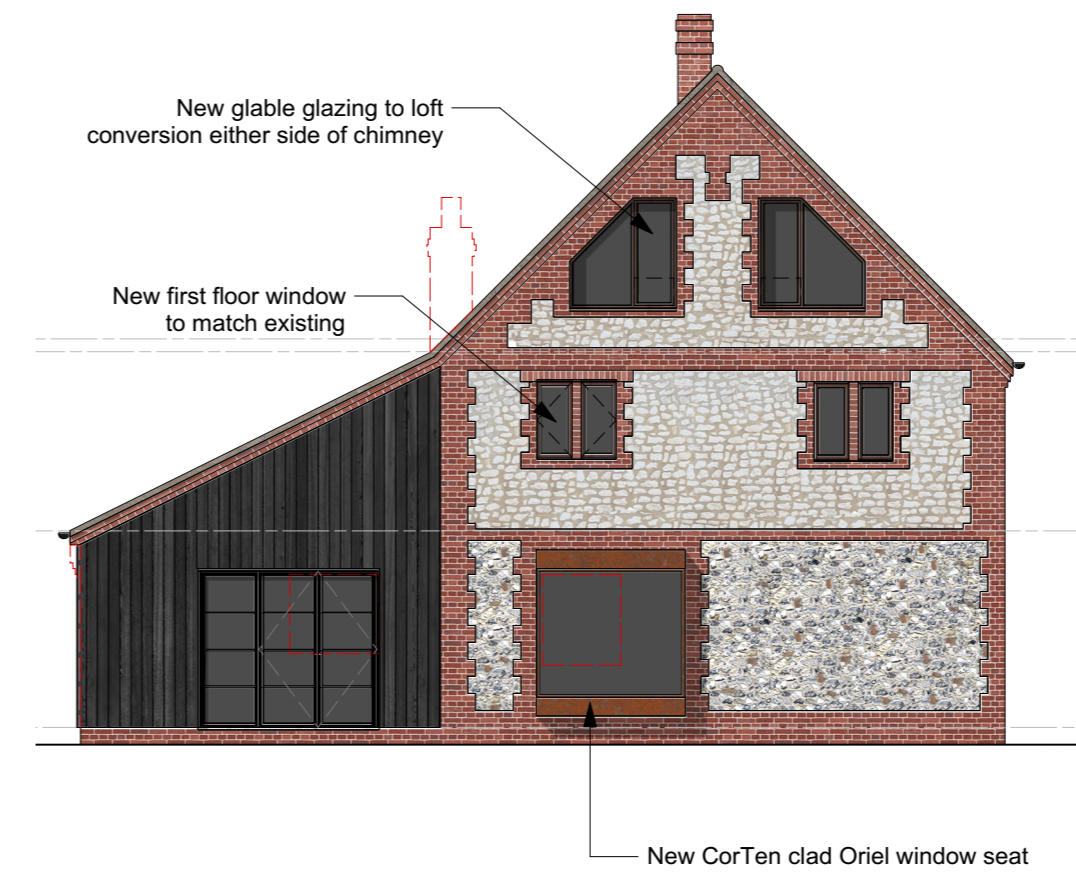 New glable glazing to loft
conversion either side of chimney
New first floor window
to match existing
New CorTen clad Oriel window seat